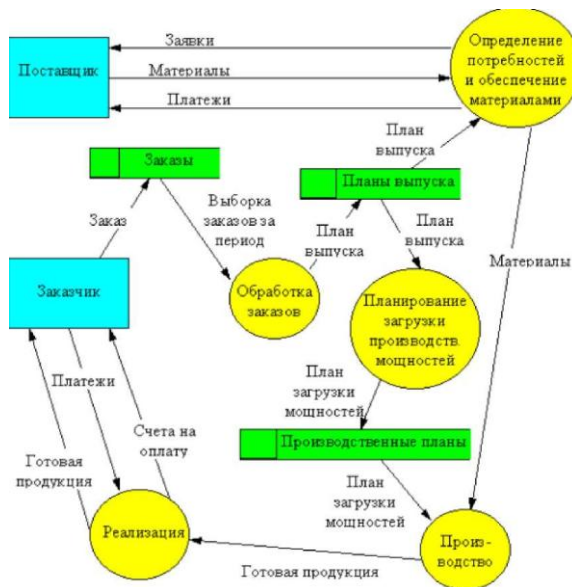 Заявки
Поставщик
Материалы
Платежи
Определение
потребностей
и обеспечение
материалами
Заказы
План
выпуска
Планы выпуска
Выборка
заказов за
период
Заказ
План
выпуска
План
выпуска
Материалы
Заказчик
Обработка
заказов
Планирование
загрузки
производств.
мощностей
Платежи
План
загрузки
мощностей
Счета на
оплату
Производственные планы
Готовая
продукция
План
загрузки
мощностей
Реализация
Произ-
водство
Готовая продукция